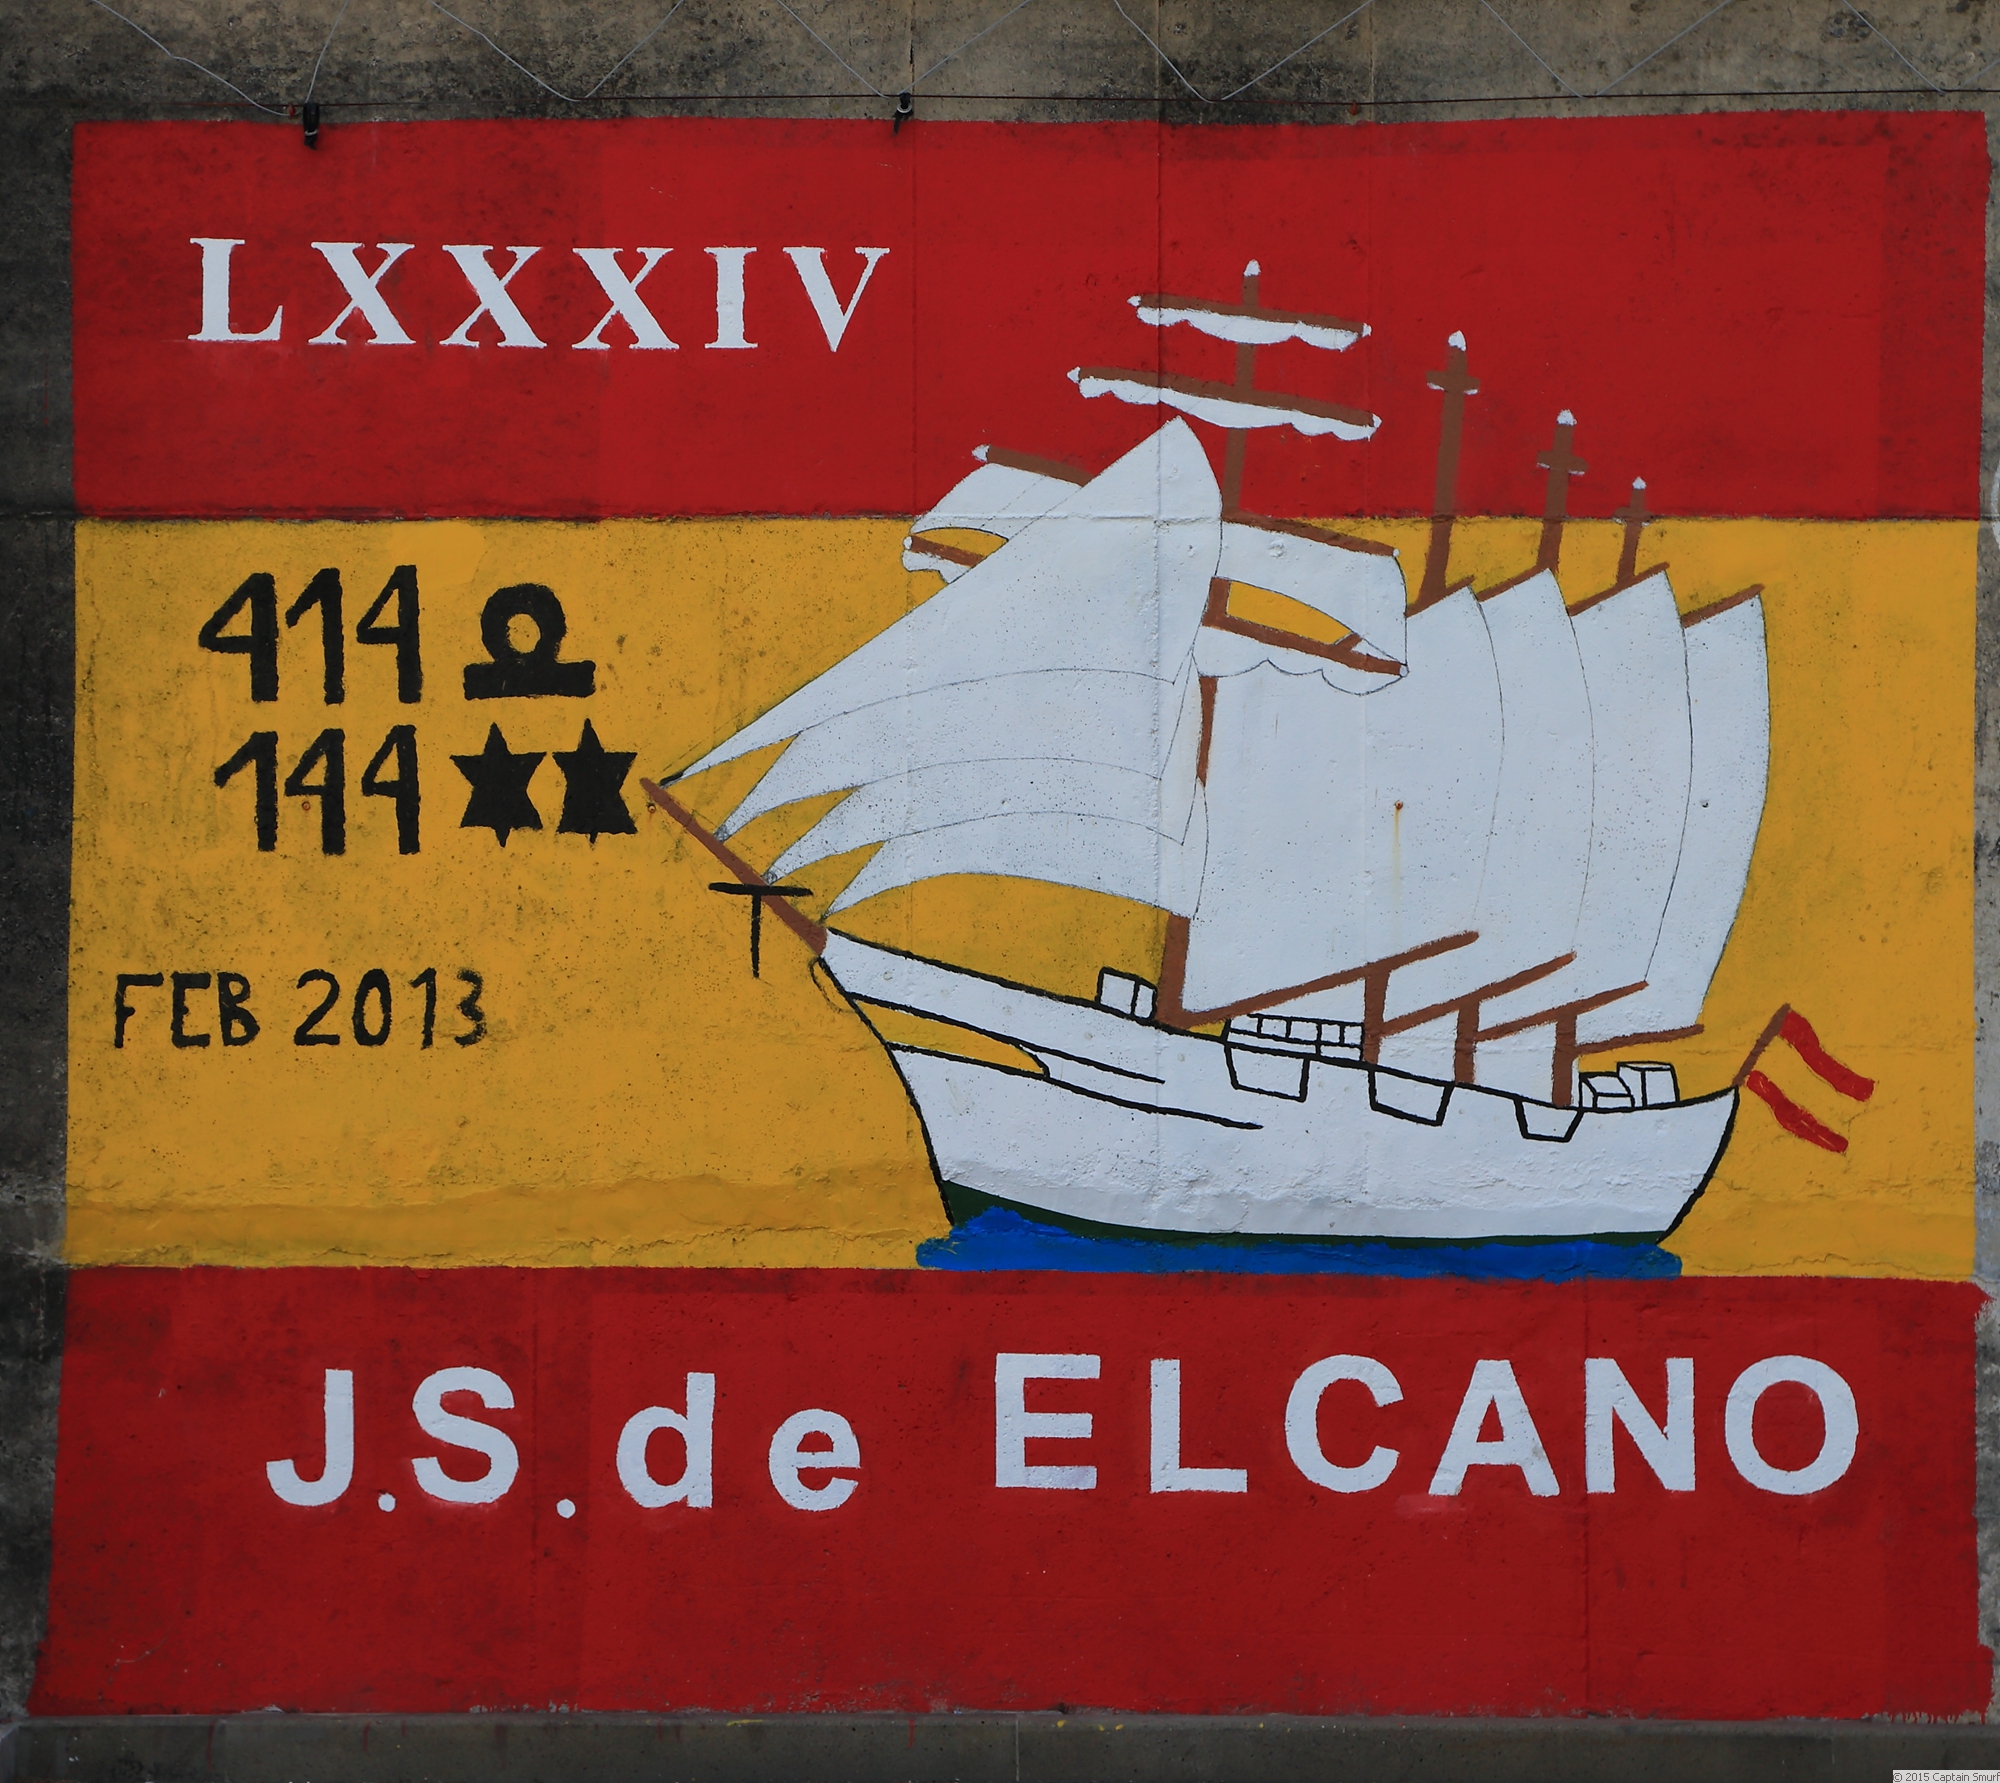 LXXXIV
414
144
FEB 2013
J.S. de ELCANO
© 2015 Captain Smurf